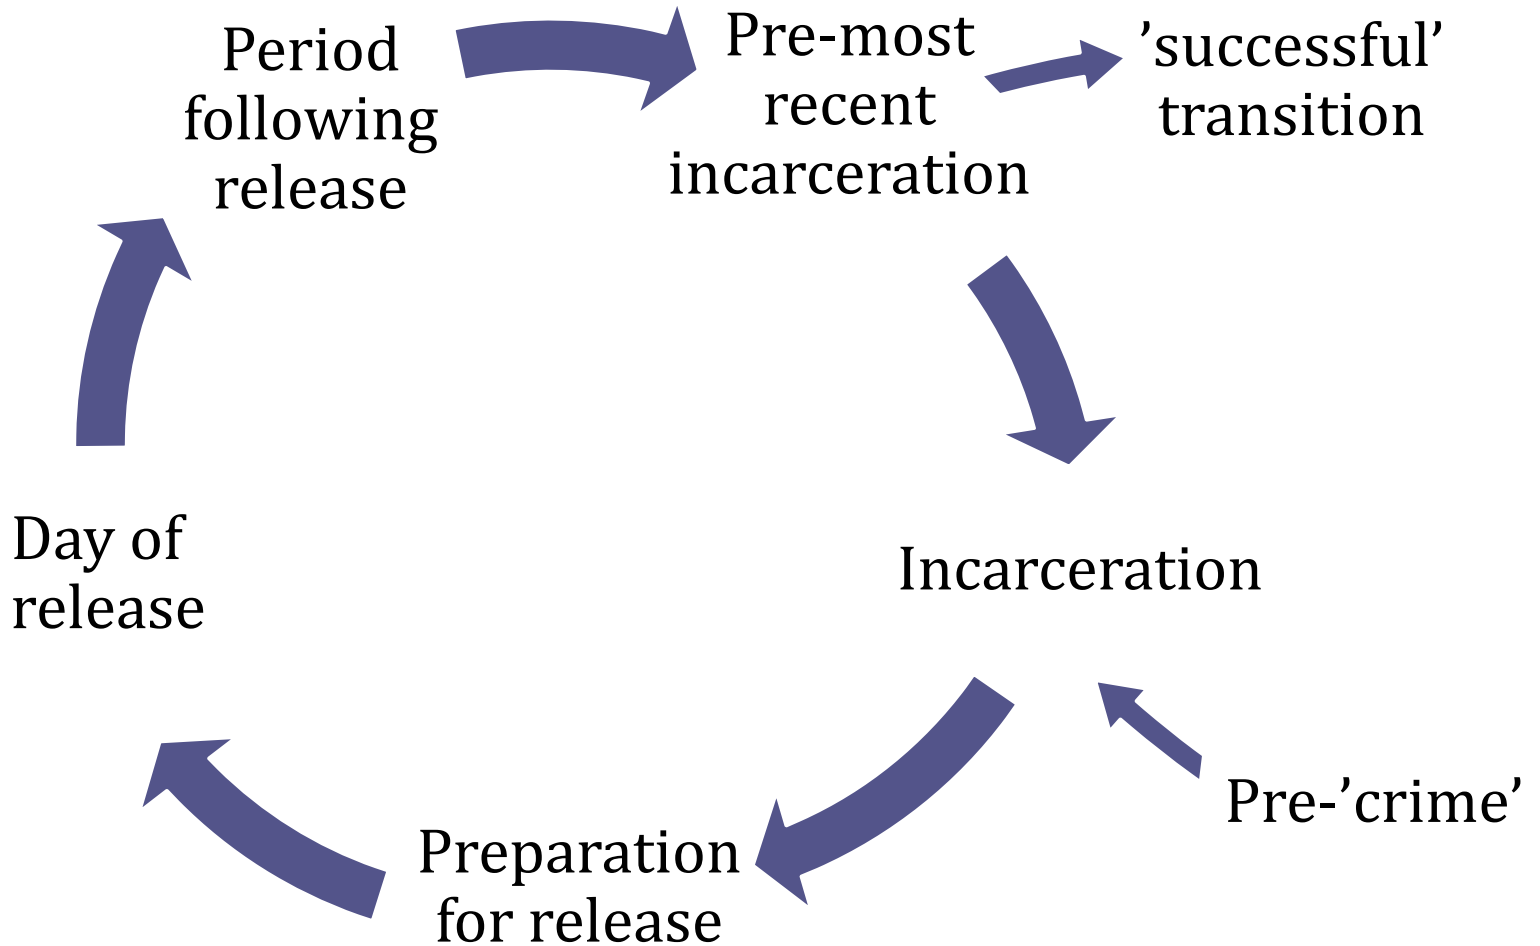 Period
following
release
Pre-most
recent
incarceration
’successful’
transition
Day of
release
Incarceration
Pre-’crime’
Preparation
for release